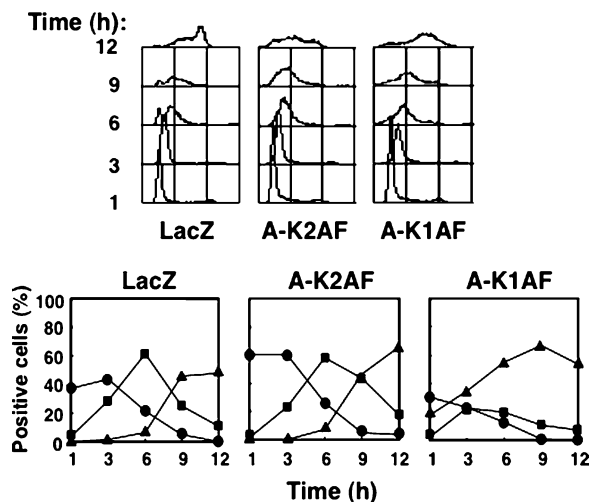 Time (h):
12
9
6
3
1
LacZ A-K2AF A-K1AF
LacZ A-K2AF A-K1AF
Positive cells (%)
100
80
60
40
20
0
1 3 6 9 12 1 3 6 9 12 1 3 6 9 12
Time (h)